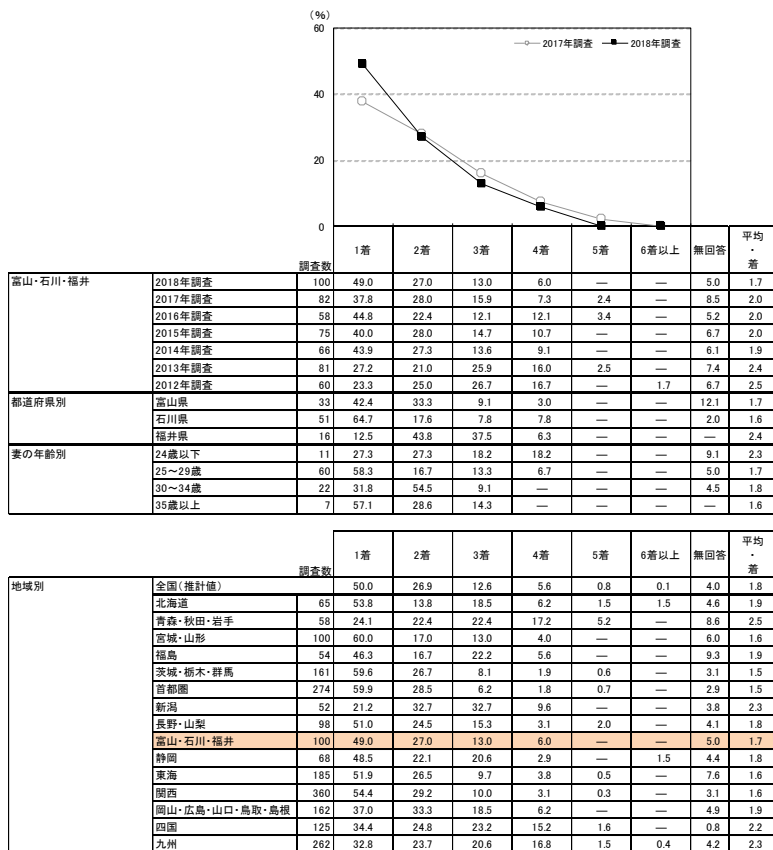 (%)
60
40
20
0
2017年調査 2018年調査
調査数 1着 2着 3着 4着 5着 6着以上 無回答 平均・着
富山・石川・福井 2018年調査 100 49.0 27.0 13.0 6.0 — — 5.0 1.7
2017年調査 82 37.8 28.0 15.9 7.3 2.4 — 8.5 2.0
2016年調査 58 44.8 22.4 12.1 12.1 3.4 — 5.2 2.0
2015年調査 75 40.0 28.0 14.7 10.7 — — 6.7 2.0
2014年調査 66 43.9 27.3 13.6 9.1 — — 6.1 1.9
2013年調査 81 27.2 21.0 25.9 16.0 2.5 — 7.4 2.4
2012年調査 60 23.3 25.0 26.7 16.7 — 1.7 6.7 2.5
都道府県別 富山県 33 42.4 33.3 9.1 3.0 — — 12.1 1.7
石川県 51 64.7 17.6 7.8 7.8 — — 2.0 1.6
福井県 16 12.5 43.8 37.5 6.3 — — — 2.4
妻の年齢別 24歳以下 11 27.3 27.3 18.2 18.2 — — 9.1 2.3
25～29歳 60 58.3 16.7 13.3 6.7 — — 5.0 1.7
30～34歳 22 31.8 54.5 9.1 — — — 4.5 1.8
35歳以上 7 57.1 28.6 14.3 — — — — 1.6
調査数 1着 2着 3着 4着 5着 6着以上 無回答 平均・着
地域別 全国(推計値) 50.0 26.9 12.6 5.6 0.8 0.1 4.0 1.8
北海道 65 53.8 13.8 18.5 6.2 1.5 1.5 4.6 1.9
青森・秋田・岩手 58 24.1 22.4 22.4 17.2 5.2 — 8.6 2.5
宮城・山形 100 60.0 17.0 13.0 4.0 — — 6.0 1.6
福島 54 46.3 16.7 22.2 5.6 — — 9.3 1.9
茨城・栃木・群馬 161 59.6 26.7 8.1 1.9 0.6 — 3.1 1.5
首都圏 274 59.9 28.5 6.2 1.8 0.7 — 2.9 1.5
新潟 52 21.2 32.7 32.7 9.6 — — 3.8 2.3
長野・山梨 98 51.0 24.5 15.3 3.1 2.0 — 4.1 1.8
富山・石川・福井 100 49.0 27.0 13.0 6.0 — — 5.0 1.7
静岡 68 48.5 22.1 20.6 2.9 — 1.5 4.4 1.8
東海 185 51.9 26.5 9.7 3.8 0.5 — 7.6 1.6
関西 360 54.4 29.2 10.0 3.1 0.3 — 3.1 1.6
岡山・広島・山口・鳥取・島根 162 37.0 33.3 18.5 6.2 — — 4.9 1.9
四国 125 34.4 24.8 23.2 15.2 1.6 — 0.8 2.2
九州 262 32.8 23.7 20.6 16.8 1.5 0.4 4.2 2.3